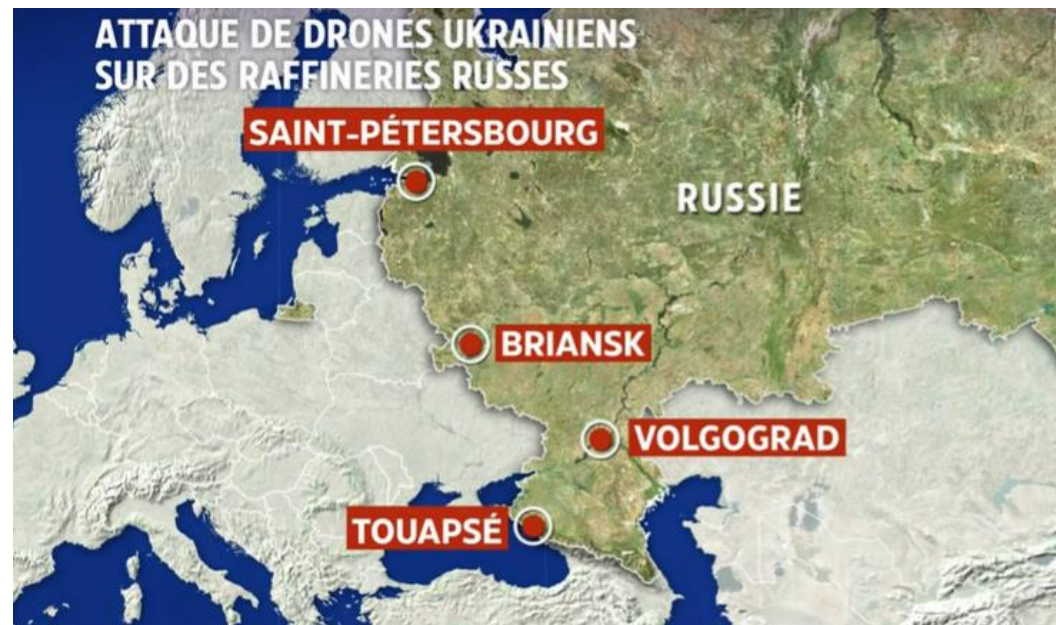 ATTAQUE DE DRONES UKRAINIENS
SUR DES RAFFINERIES RUSSES
SAINT-PÉTERSBOURG
RUSSIE
BRIANSK
VOLGOGRAD
TOUAPSÉ